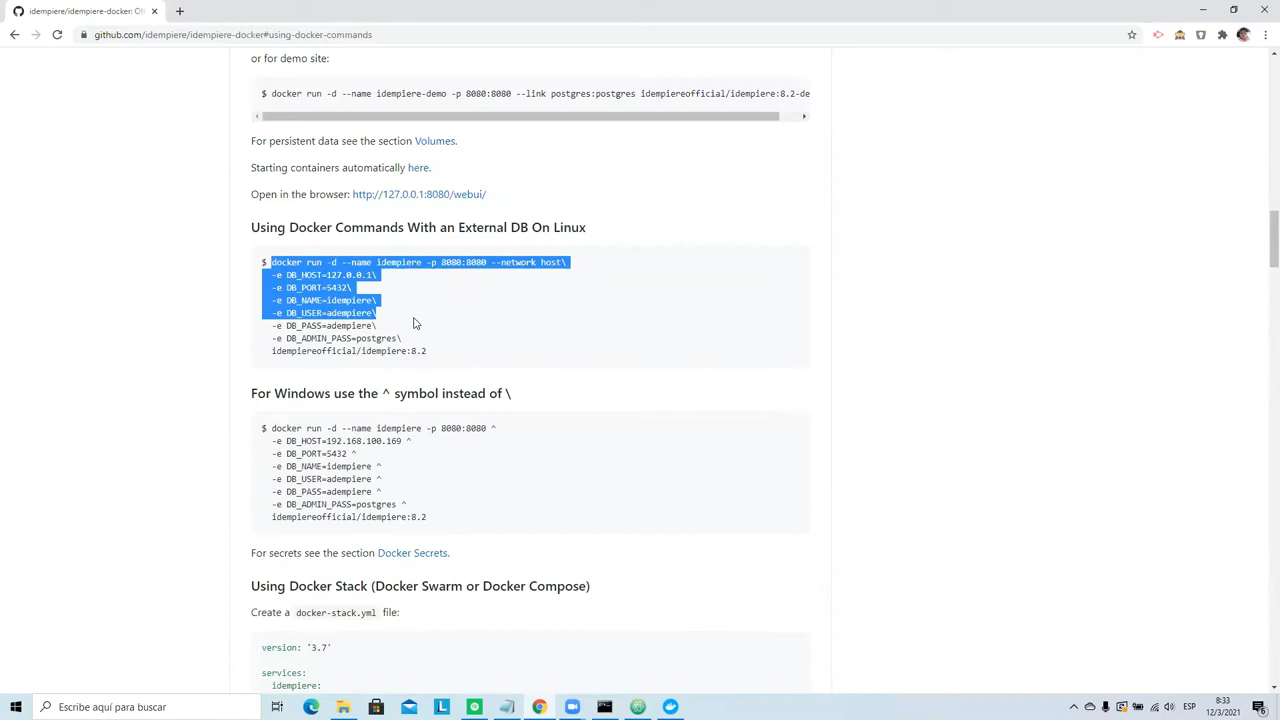 idempiere/idempiere-docker: Of
github.com/idempiere/idempiere-docker#using-docker-commands
or for demo site:
$ docker run -d --name idempiere-demo -p 8080:8080 --link postgres:postgres idempiereofficial/idempiere:8.2-de
For persistent data see the section Volumes.
Starting containers automatically here.
Open in the browser: http://127.0.0.1:8080/webui/
Using Docker Commands With an External DB On Linux
$ docker run -d --name idempiere -p 8080:8080 --network host\
-e DB_HOST=127.0.0.1\
-e DB_PORT=5432\
-e DB_NAME=idempiere\
-e DB_USER=adempiere\
-e DB_PASS=adempiere\
-e DB_ADMIN_PASS=postgres\
idempiereofficial/idempiere:8.2
For Windows use the ^ symbol instead of \
$ docker run -d --name idempiere -p 8080:8080 ^
-e DB_HOST=192.168.100.169 ^
-e DB_PORT=5432 ^
-e DB_NAME=idempiere ^
-e DB_USER=adempiere ^
-e DB_PASS=adempiere ^
-e DB_ADMIN_PASS=postgres ^
idempiereofficial/idempiere:8.2
For secrets see the section Docker Secrets.
Using Docker Stack (Docker Swarm or Docker Compose)
Create a docker-stack.yml file:
version: '3.7'
services:
idempiere:
Escribe aquí para buscar
L
ESP
8:33
12/3/2021
6